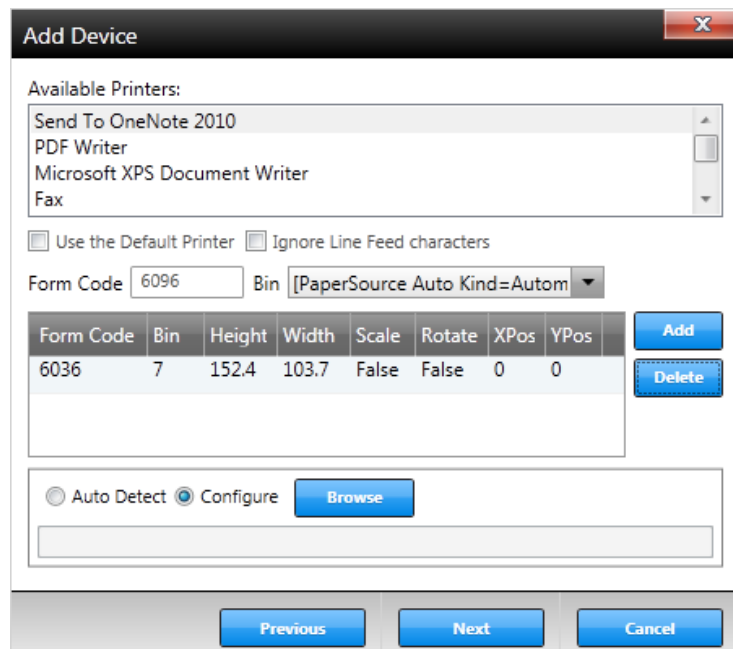 Add Device
x
Available Printers:
Send To OneNote 2010
PDF Writer
Microsoft XPS Document Writer
Fax
Use the Default Printer Ignore Line Feed characters
Form Code 6096 Bin [PaperSource Auto Kind=Autom
Form Code Bin Height Width Scale Rotate XPos YPos Add
6036 7 152.4 103.7 False False 0 0 Delete
Auto Detect Configure Browse
Previous Next Cancel